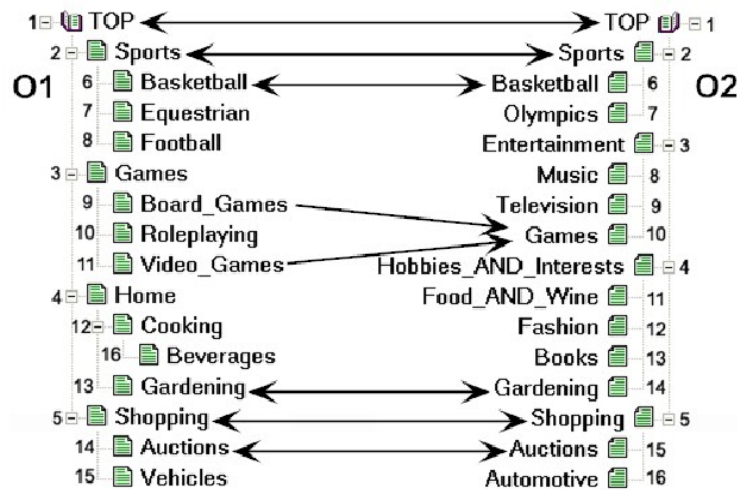 1 TOP TOP 1
2 Sports Sports 2
O1 6 Basketball Basketball 6 O2
7 Equestrian Olympics 7
8 Football Entertainment 3
3 Games Music 8
9 Board_Games Television 9
10 Roleplaying Games 10
11 Video_Games Hobbies_AND_Interests 4
4 Home Food_AND_Wine 11
12 Cooking Fashion 12
16 Beverages Books 13
13 Gardening Gardening 14
5 Shopping Shopping 5
14 Auctions Auctions 15
15 Vehicles Automotive 16